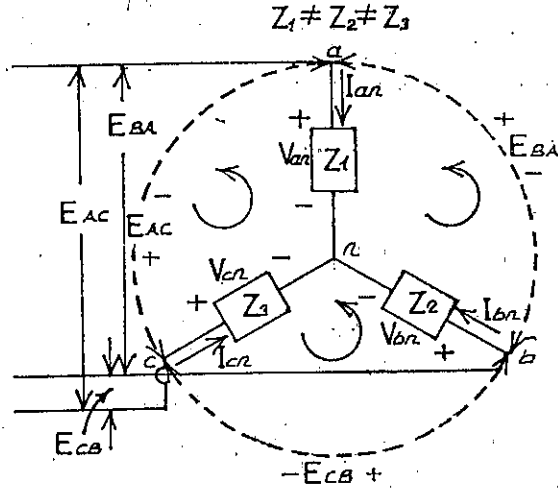 Z1 ≠ Z2 ≠ Z3
a
Ian
+
+
EBA
EBA
Van
Z1
-
EAC
EAC
-
-
+
n
Vcn
-
-
+
Z3
Z2
Ibn
Vbn
c
Icn
+
b
ECB
- ECB +